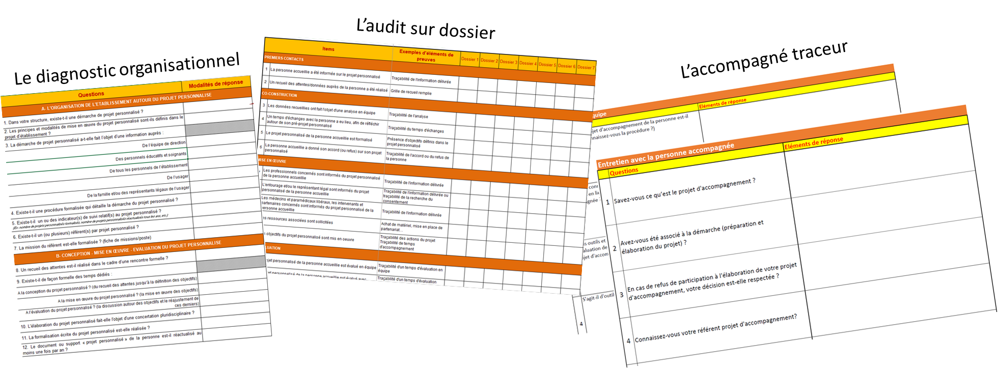 Le diagnostic organisationnel
Questions
Modalités de réponse
A- L'ORGANISATION DE L'ETABLISSEMENT AUTOUR DU PROJET PERSONNALISE
1. Dans votre structure, existe-t-il une démarche de projet personnalisé ?
2. Les principes et modalités de mise en œuvre du projet personnalisé sont-ils définis dans le
projet d'établissement ?
3. La démarche de projet personnalisé a-t-elle fait l'objet d'une information auprès :
De l'équipe de direction
Des personnels éducatifs et soignants
De tous les personnels de l'établissement
De l'usager
De la famille et/ou des représentants légaux de l'usager
4. Existe-t-il une procédure formalisée qui détaille la démarche du projet personnalisé ?
5. Existe-t-il un ou des indicateur(s) de suivi relatif(s) au projet personnalisé ?
(Ex: nombre de projets personnalisés formalisés, nombre de projets personnalisés réactualisés tous les ans, etc.)
6. Existe-t-il un (ou plusieurs) référent(s) par projet personnalisé ?
7. La mission du référent est-elle formalisée ? (fiche de missions/poste)
B- CONCEPTION - MISE EN ŒUVRE - EVALUATION DU PROJET PERSONNALISE
8. Un recueil des attentes est-il réalisé dans le cadre d'une rencontre formelle ?
9. Existe-t-il de façon formelle des temps dédiés :
A la conception du projet personnalisé ? (du recueil des attentes jusqu'à la définition des objectifs)
A la mise en œuvre du projet personnalisé ? (la mise en œuvre des objectifs)
A l'évaluation du projet personnalisé ? (la discussion autour des objectifs et le réajustement de
ces derniers)
10. L'élaboration du projet personnalisé fait-elle l'objet d'une concertation pluridisciplinaire ?
11. La formalisation écrite du projet personnalisé est-elle réalisée ?
12. Le document ou support « projet personnalisé » de la personne est-il réactualisé au
moins une fois par an ?
L'audit sur dossier
Items
Exemples d'éléments de
preuves
Dossier 1 Dossier 2 Dossier 3 Dossier 4 Dossier 5 Dossier 6 Dossier 7
PREMIERS CONTACTS
1 La personne accueillie a été informée sur le projet personnalisé
Traçabilité de l'information délivrée
2 Un recueil des attentes/données auprès de la personne a été réalisé
Grille de recueil remplie
CO-CONSTRUCTION
3 Les données recueillies ont fait l'objet d'une analyse en équipe
Traçabilité de l'analyse
4 Un temps d'échanges avec la personne a eu lieu, afin de réfléchir
autour de son pré-projet personnalisé
Traçabilité du temps d'échanges
5 Le projet personnalisé de la personne accueillie est formalisé
Présence d'objectifs définis dans le
projet personnalisé
6 La personne accueillie a donné son accord (ou refus) sur son projet
personnalisé
Traçabilité de l'accord ou du refus de
la personne
MISE EN ŒUVRE
Les professionnels concernés sont informés du projet personnalisé
de la personne accueillie
Traçabilité de l'information délivrée
L'entourage et/ou le représentant légal sont informés du projet
personnalisé de la personne accueillie
Traçabilité de l'information délivrée ou
traçabilité de la recherche du
consentement
Les médecins et paramédicaux libéraux, les intervenants et
partenaires concernés sont informés du projet personnalisé de la
personne accueillie
Traçabilité de l'information délivrée
ressources associées sont sollicitées
Achat de matériel, mise en place de
partenariat...
objectifs du projet personnalisé sont mis en oeuvre
Traçabilité des actions du projet
Traçabilité de temps
d'accompagnement
LUATION
ojet personnalisé de la personne accueillie est évalué en équipe
Traçabilité d'un temps d'évaluation en
équipe
et personnalisé de la personne accueillie est évalué avec
Traçabilité d'un temps d'évaluation
L'accompagné traceur
quipe
Eléments de réponse
jet d'accompagnement de la personne est-il
nnaissez-vous la procédure ?)
en lie
gnée
s outils et
aluation de
jet d'accom
S'agit-il d'outil
4
Entretien avec la personne accompagnée
Questions
Eléments de réponse
1 Savez-vous ce qu'est le projet d'accompagnement ?
2 Avez-vous été associé à la démarche (préparation et
élaboration du projet) ?
3 En cas de refus de participation à l'élaboration de votre projet
d'accompagnement, votre décision est-elle respectée ?
4 Connaissez-vous votre référent projet d'accompagnement?